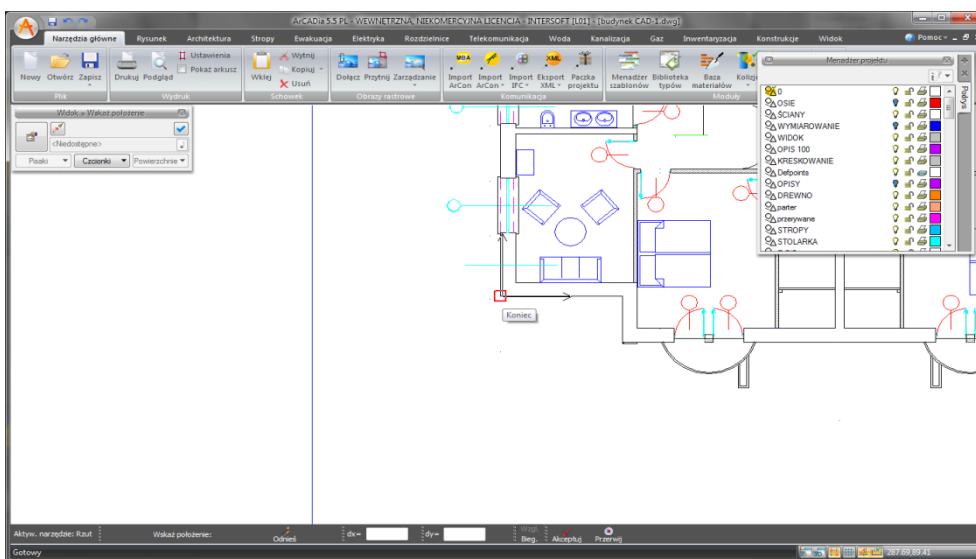 ArCADia 5.5 PL - WEWNĘTRZNA, NIEKOMERCYJNA LICENCJA - INTERSOFT [L01] - [budynek CAD-1.dwg]
Narzędzia główne Rysunek Architektura Stropy Ewakuacja Elektryka Rozdzielnice Telekomunikacja Woda Kanalizacja Gaz Inwentaryzacja Konstrukcje Widok Pomoc
Nowy Otwórz Zapisz Drukuj Podgląd Ustawienia Pokaż arkusz Wklej Wytnij Kopiuj Usuń Dołącz Przytnij Zarządzanie Import ArCon Import ArCon Import IFC Eksport XML Paczka projektu Menadżer szablonów Biblioteka typów Baza materiałów Kolizje
Plik Wydruk Schowek Obrazy rastrowe Komunikacja Moduły
Menadżer projektu
Podrys
0
OSIE
ŚCIANY
WYMIAROWANIE
WIDOK
OPIS 100
KRESKOWANIE
Defpoints
OPISY
DREWNO
parter
przerywane
STROPY
STOLARKA
Widok » Wskaż położenie
<Niedostępne>
Pisaki Czcionki Powierzchnie
Koniec
Aktyw. narzędzie: Rzut Wskaż położenie: Odnieś dx= dy= Wzgl. Bieg. Akceptuj Przerwij
Gotowy 287.69,89.41